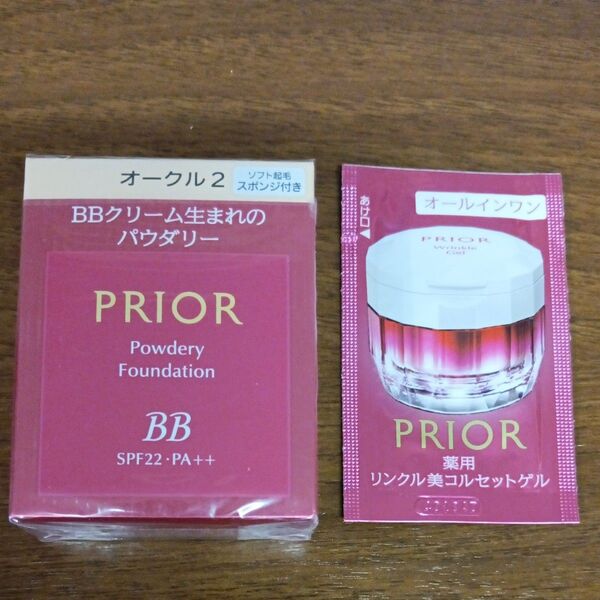 オークル2
ソフト起毛
スポンジ付き
BBクリーム生まれの
パウダリー
PRIOR
Powdery
Foundation
BB
SPF22・PA++
あけ口
オールインワン
PRIOR
Wrinkle
Gel
PRIOR
薬用
リンクル美コルセットゲル